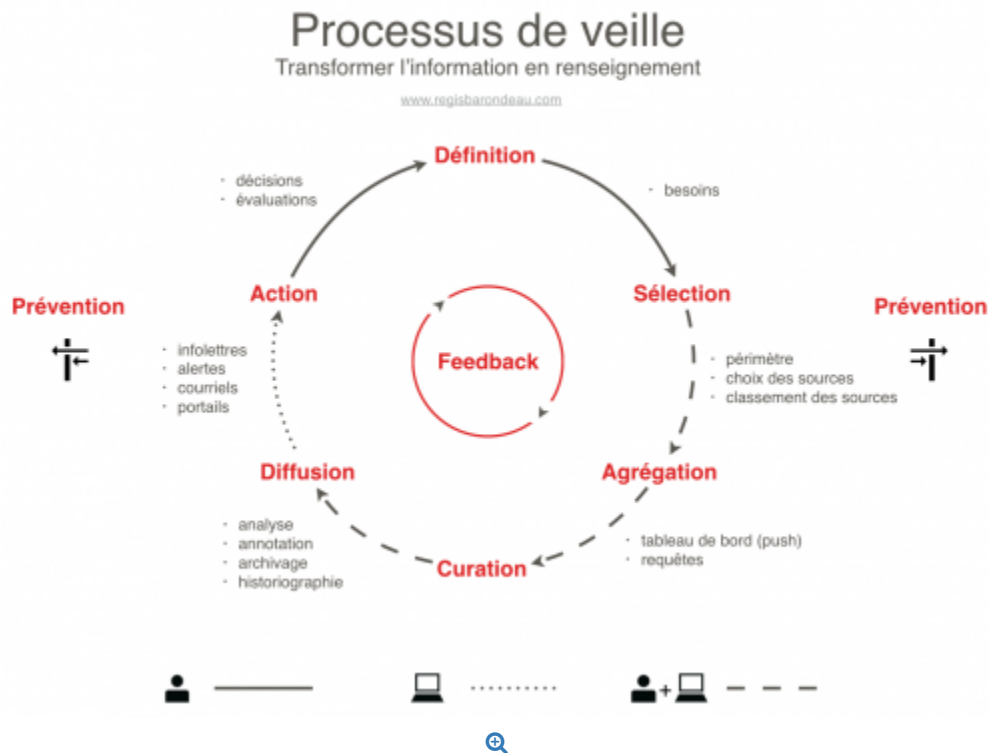 Processus de veille
Transformer l'information en renseignement
www.regisbarondeau.com
Définition
· décisions
· évaluations
· besoins
Action
Sélection
Prévention
Prévention
Feedback
· infolettres
· alertes
· courriels
· portails
· périmètre
· choix des sources
· classement des sources
Diffusion
Agrégation
· analyse
· annotation
· archivage
· historiographie
· tableau de bord (push)
· requêtes
Curation
+